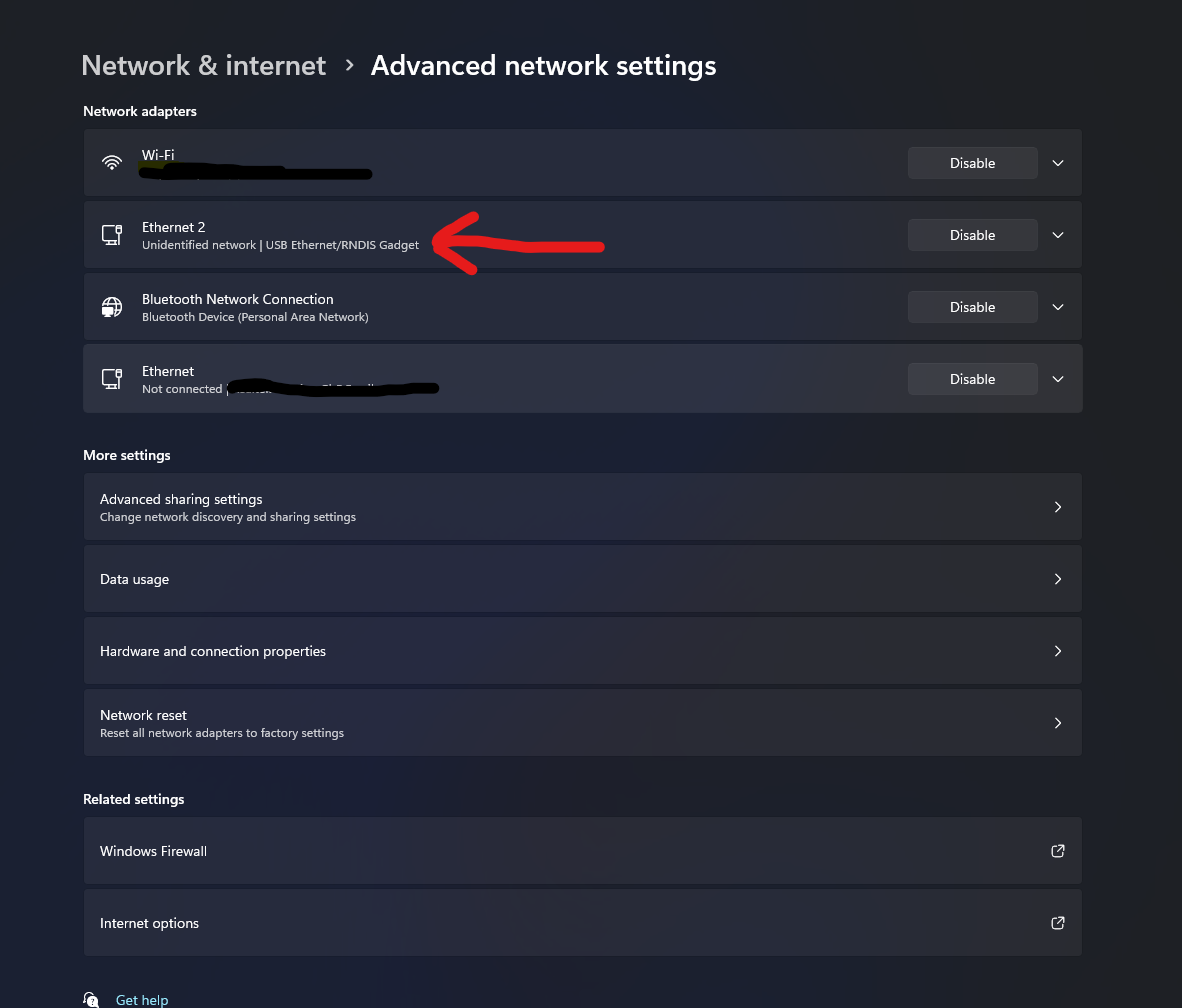 Network & internet > Advanced network settings
Network adapters
Wi-Fi
Disable
Ethernet 2
Unidentified network | USB Ethernet/RNDIS Gadget
Disable
Bluetooth Network Connection
Bluetooth Device (Personal Area Network)
Disable
Ethernet
Not connected |
Disable
More settings
Advanced sharing settings
Change network discovery and sharing settings
Data usage
Hardware and connection properties
Network reset
Reset all network adapters to factory settings
Related settings
Windows Firewall
Internet options
Get help